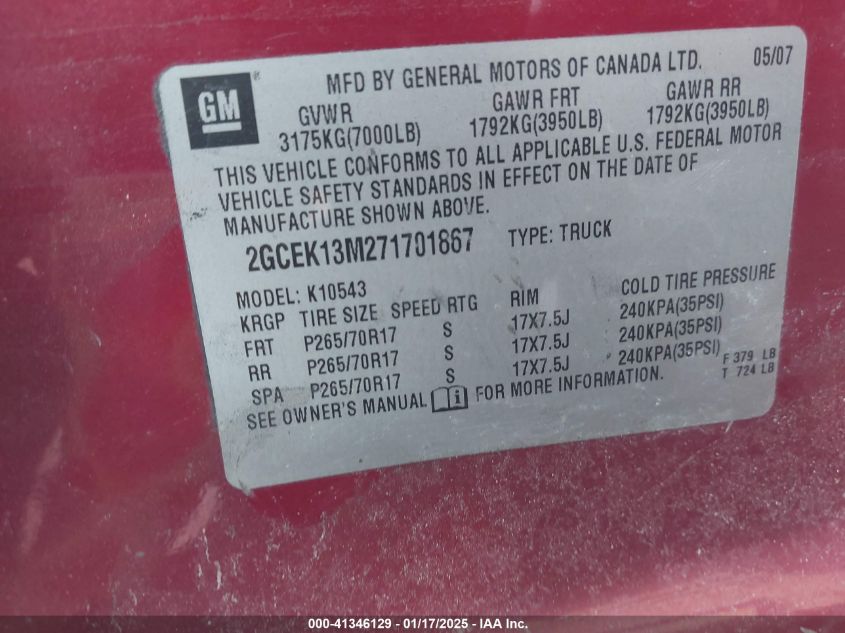 GM
MFD BY GENERAL MOTORS OF CANADA LTD. 05/07
GVWR GAWR FRT GAWR RR
3175KG(7000LB) 1792KG(3950LB) 1792KG(3950LB)
THIS VEHICLE CONFORMS TO ALL APPLICABLE U.S. FEDERAL MOTOR
VEHICLE SAFETY STANDARDS IN EFFECT ON THE DATE OF
MANUFACTURE SHOWN ABOVE.
2GCEK13M271701867 TYPE: TRUCK
MODEL: K10543
KRGP TIRE SIZE SPEED RTG RIM COLD TIRE PRESSURE
FRT P265/70R17 S 17X7.5J 240KPA(35PSI)
RR P265/70R17 S 17X7.5J 240KPA(35PSI)
SPA P265/70R17 S 17X7.5J 240KPA(35PSI) F 379 LB
T 724 LB
SEE OWNER'S MANUAL FOR MORE INFORMATION.
000-41346129 - 01/17/2025 - IAA Inc.